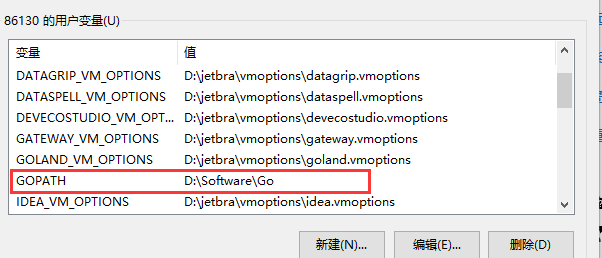 86130 的用户变量(U)
变量 值
DATAGRIP_VM_OPTIONS D:\jetbra\vmoptions\datagrip.vmoptions
DATASPELL_VM_OPTIONS D:\jetbra\vmoptions\dataspell.vmoptions
DEVECOSTUDIO_VM_OPT... D:\jetbra\vmoptions\devecostudio.vmoptions
GATEWAY_VM_OPTIONS D:\jetbra\vmoptions\gateway.vmoptions
GOLAND_VM_OPTIONS D:\jetbra\vmoptions\goland.vmoptions
GOPATH D:\Software\Go
IDEA_VM_OPTIONS D:\jetbra\vmoptions\idea.vmoptions
新建(N)... 编辑(E)... 删除(D)